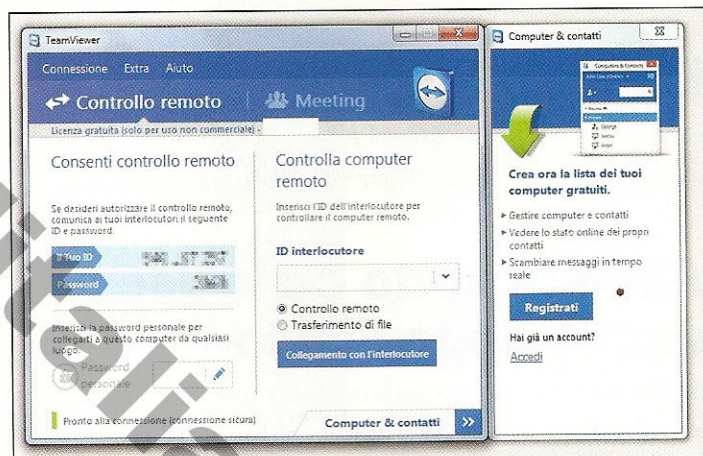 TeamViewer
Connessione Extra Aiuto
Controllo remoto
Meeting
Licenza gratuita (solo per uso non commerciale) -
Consenti controllo remoto
Se desideri autorizzare il controllo remoto,
comunica ai tuoi interlocutori il seguente
ID e password.
Il Tuo ID
Password
Inserisci la password personale per
collegarti a questo computer da qualsiasi
luogo.
Password
personale
Pronto alla connessione (connessione sicura)
Controlla computer
remoto
Inserisci l'ID dell'interlocutore per
controllare il computer remoto.
ID interlocutore
Controllo remoto
Trasferimento di file
Collegamento con l'interlocutore
Computer & contatti
Computer & contatti
Computers & Contacts
Crea ora la lista dei tuoi
computer gratuiti.
Gestire computer e contatti
Vedere lo stato online dei propri
contatti
Scambiare messaggi in tempo
reale
Registrati
Hai già un account?
Accedi